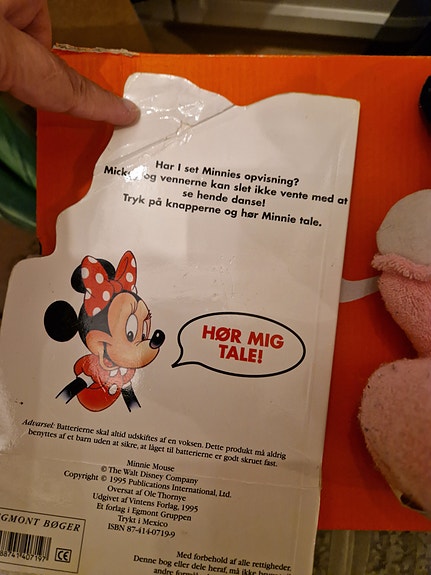 Har I set Minnies opvisning?
og vennerne kan slet ikke vente med at
se hende danse!
Tryk på knapperne og hør Minnie tale.
HØR MIG
TALE!
Advarsel: Batterierne skal altid udskiftes af en voksen. Dette produkt må aldrig
benyttes af et barn uden at sikre, at låget til batterierne er godt skruet fast.
Minnie Mouse
© The Walt Disney Company
Copyright © 1995 Publications International, Ltd.
Oversat af Ole Thornye
Udgivet af Vintens Forlag, 1995
Et forlag i Egmont Gruppen
Trykt i Mexico
ISBN 87-414-0719-9
EGMONT BØGER
CE
Med forbehold af alle rettigheder.
Denne bog eller dele heraf, må ikke
andre